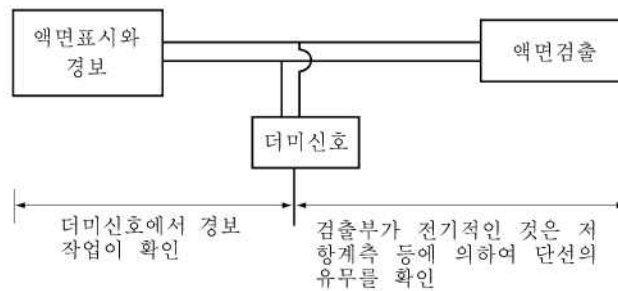 액면표시와
경보
액면검출
더미신호
더미신호에서 경보
작업이 확인
검출부가 전기적인 것은 저
항계측 등에 의하여 단선의
유무를 확인